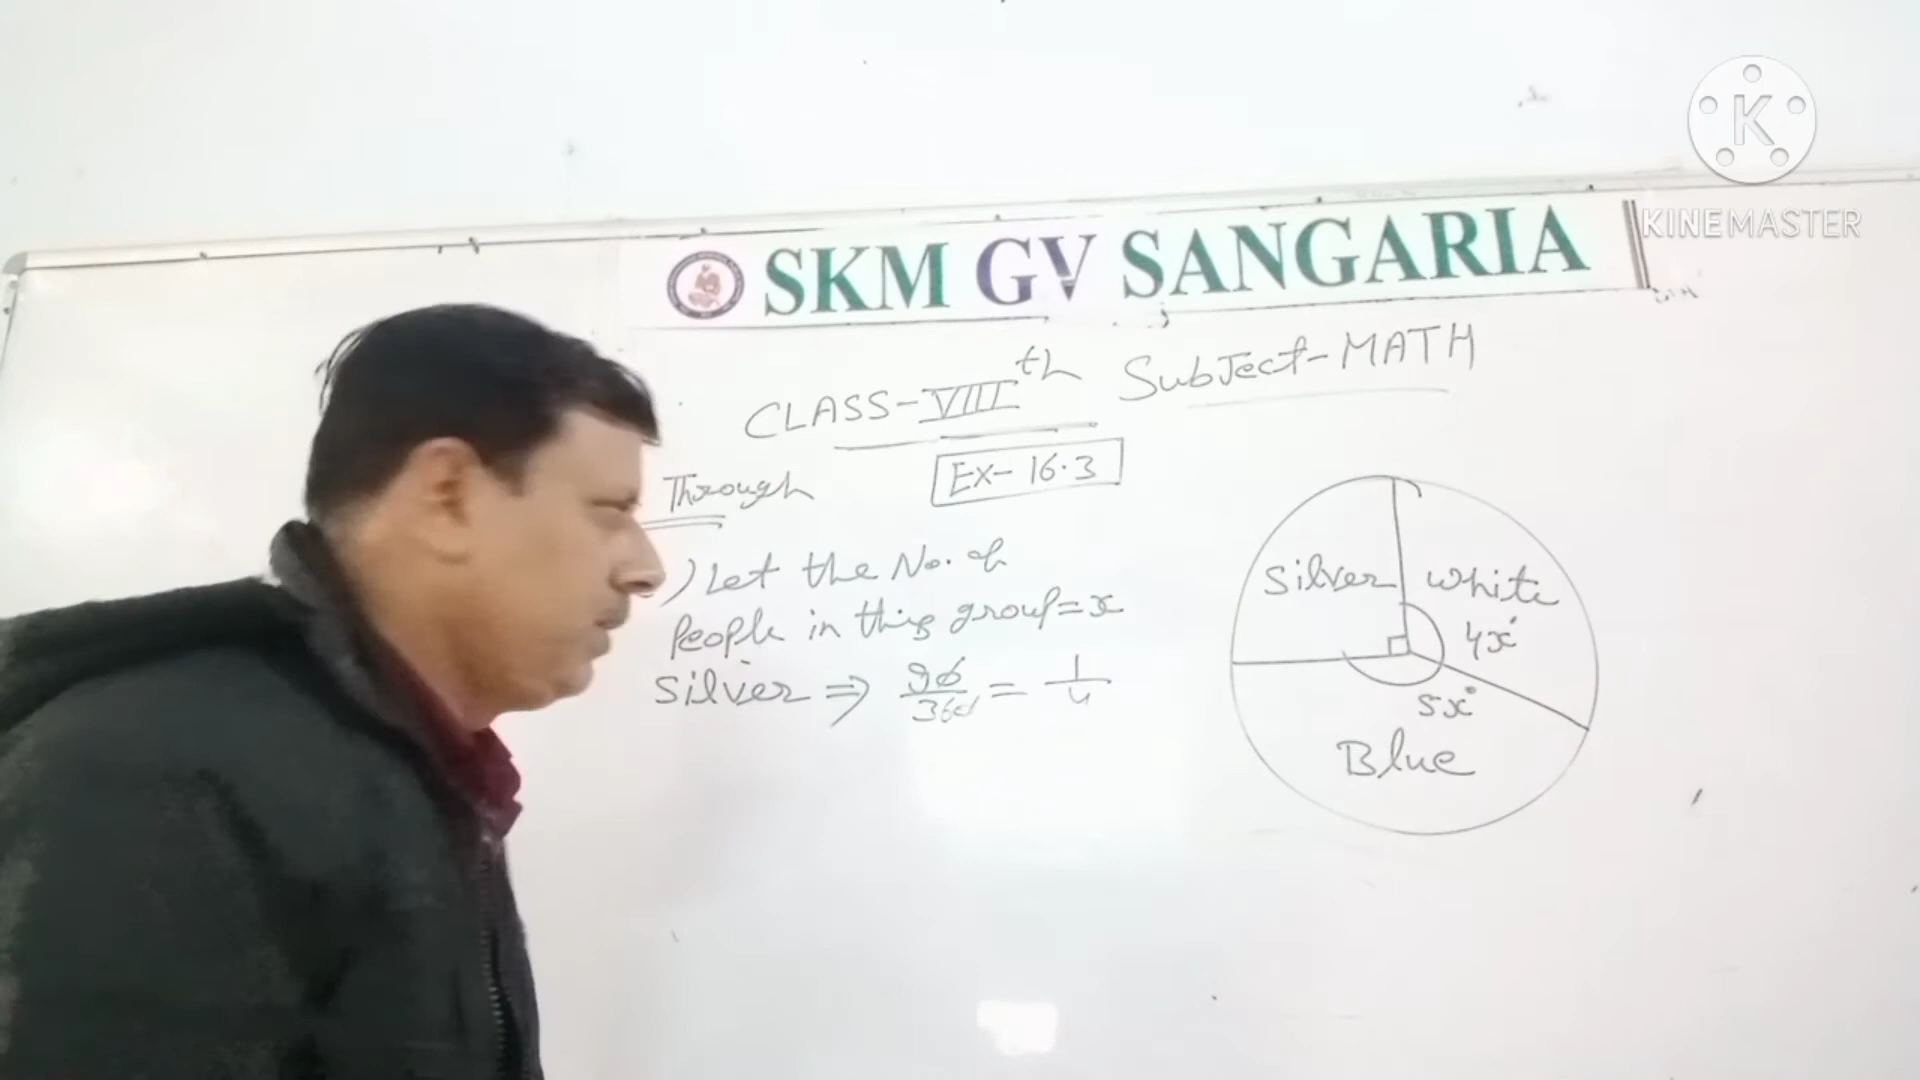 K
KINEMASTER
SKM GV SANGARIA
CLASS-VIIIth Subject-MATH
Through
Ex-16.3
) Let the No. of
People in this group = x
Silver ⇒ 90/360 = 1/4
Silver
White
4x°
5x°
Blue